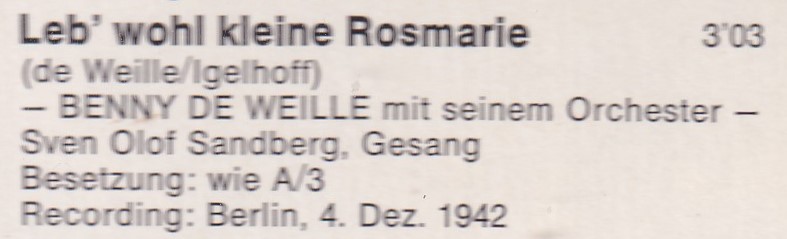 Leb' wohl kleine Rosmarie 3'03
(de Weille/Igelhoff)
– BENNY DE WEILLE mit seinem Orchester –
Sven Olof Sandberg, Gesang
Besetzung: wie A/3
Recording: Berlin, 4. Dez. 1942